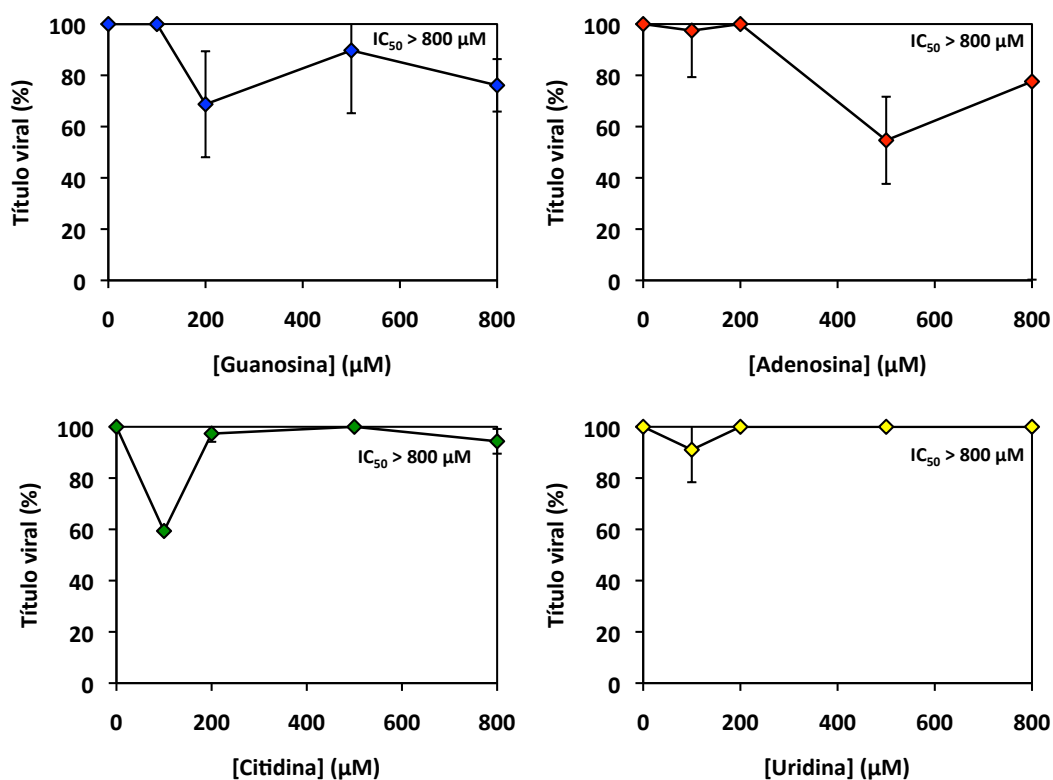 Título viral (%)
100
80
60
40
20
0
IC50 > 800 µM
0 200 400 600 800
[Guanosina] (µM)
Título viral (%)
100
80
60
40
20
0
IC50 > 800 µM
0 200 400 600 800
[Adenosina] (µM)
Título viral (%)
100
80
60
40
20
0
IC50 > 800 µM
0 200 400 600 800
[Citidina] (µM)
Título viral (%)
100
80
60
40
20
0
IC50 > 800 µM
0 200 400 600 800
[Uridina] (µM)